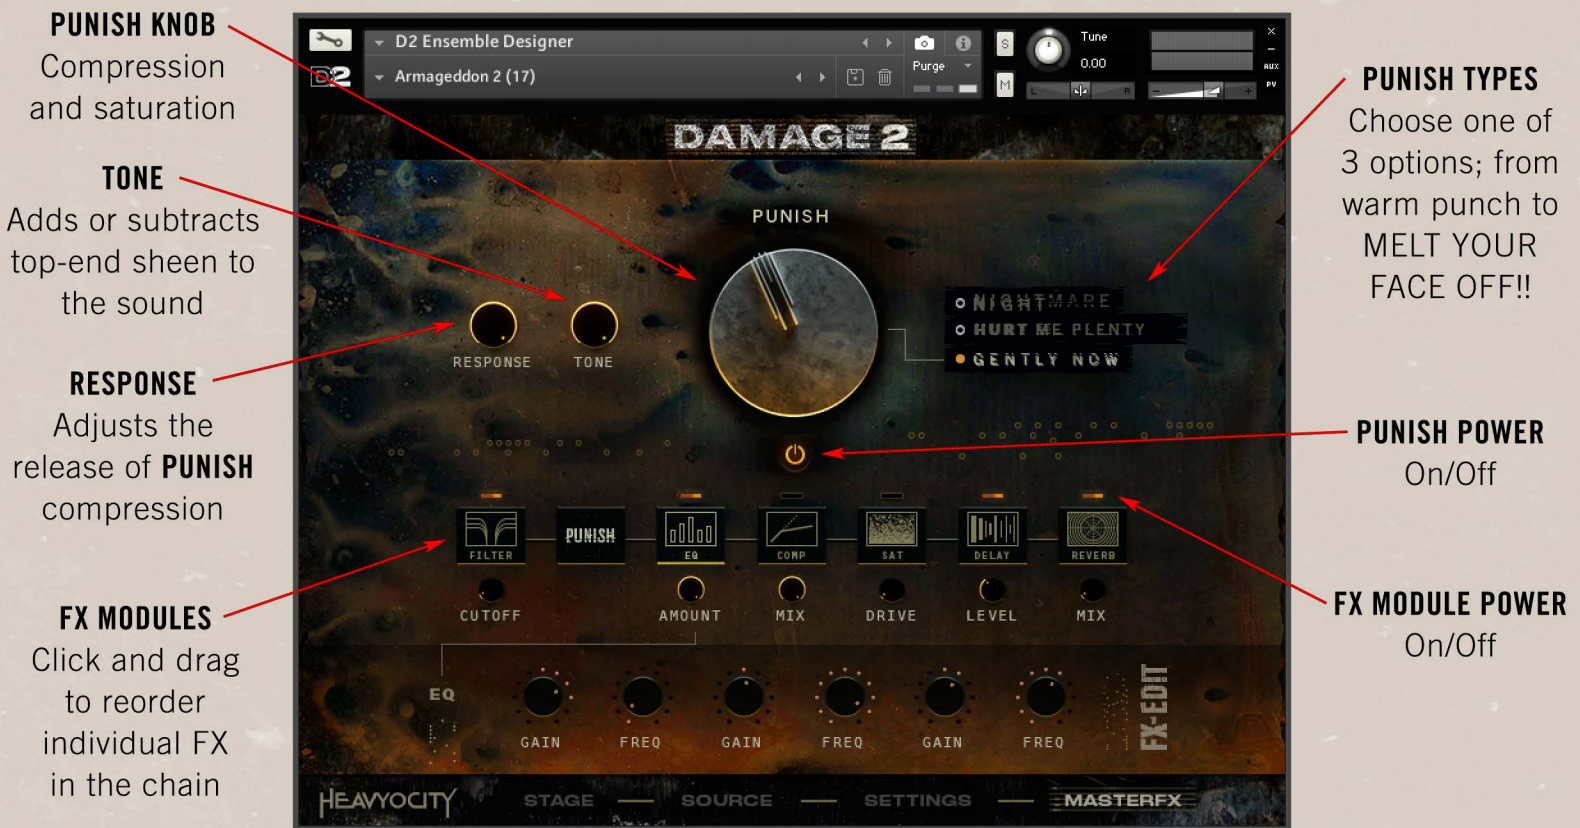 PUNISH KNOB
Compression
and saturation
TONE
Adds or subtracts
top-end sheen to
the sound
RESPONSE
Adjusts the
release of PUNISH
compression
FX MODULES
Click and drag
to reorder
individual FX
in the chain
D2
D2 Ensemble Designer
Armageddon 2 (17)
Purge
S
M
Tune
0.00
L
R
AUX
PV
DAMAGE 2
PUNISH
RESPONSE
TONE
NIGHTMARE
HURT ME PLENTY
GENTLY NOW
FILTER
PUNISH
EQ
COMP
SAT
DELAY
REVERB
CUTOFF
AMOUNT
MIX
DRIVE
LEVEL
MIX
EQ
GAIN
FREQ
GAIN
FREQ
GAIN
FREQ
FX-EDIT
HEAVYOCITY
STAGE
SOURCE
SETTINGS
MASTERFX
PUNISH TYPES
Choose one of
3 options; from
warm punch to
MELT YOUR
FACE OFF!!
PUNISH POWER
On/Off
FX MODULE POWER
On/Off